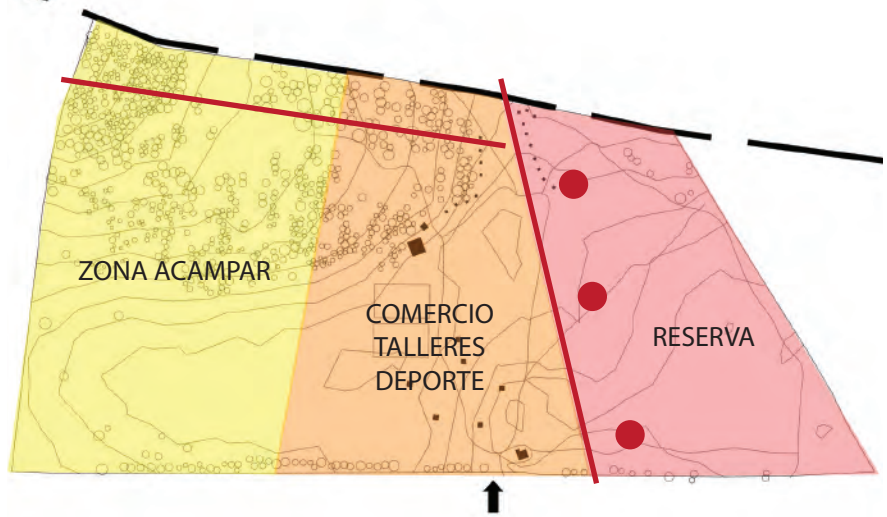 ZONA ACAMPAR
COMERCIO
TALLERES
DEPORTE
RESERVA